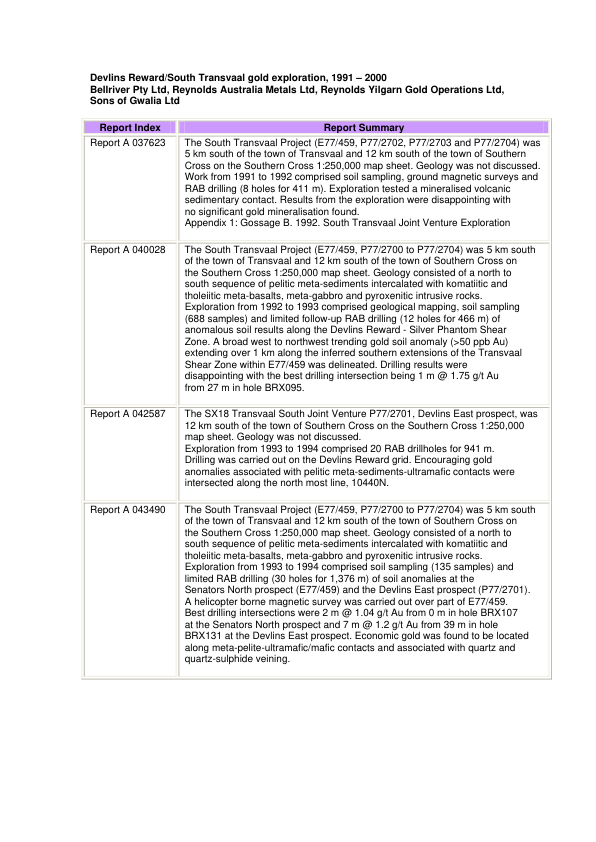 Devlins Reward/South Transvaal gold exploration, 1991 – 2000
Bellriver Pty Ltd, Reynolds Australia Metals Ltd, Reynolds Yilgarn Gold Operations Ltd,
Sons of Gwalia Ltd
Report Index
Report Summary
Report A 037623
The South Transvaal Project (E77/459, P77/2702, P77/2703 and P77/2704) was
5 km south of the town of Transvaal and 12 km south of the town of Southern
Cross on the Southern Cross 1:250,000 map sheet. Geology was not discussed.
Work from 1991 to 1992 comprised soil sampling, ground magnetic surveys and
RAB drilling (8 holes for 411 m). Exploration tested a mineralised volcanic
sedimentary contact. Results from the exploration were disappointing with
no significant gold mineralisation found.
Appendix 1: Gossage B. 1992. South Transvaal Joint Venture Exploration
Report A 040028
The South Transvaal Project (E77/459, P77/2700 to P77/2704) was 5 km south
of the town of Transvaal and 12 km south of the town of Southern Cross on
the Southern Cross 1:250,000 map sheet. Geology consisted of a north to
south sequence of pelitic meta-sediments intercalated with komatiitic and
tholeiitic meta-basalts, meta-gabbro and pyroxenitic intrusive rocks.
Exploration from 1992 to 1993 comprised geological mapping, soil sampling
(688 samples) and limited follow-up RAB drilling (12 holes for 466 m) of
anomalous soil results along the Devlins Reward - Silver Phantom Shear
Zone. A broad west to northwest trending gold soil anomaly (>50 ppb Au)
extending over 1 km along the inferred southern extensions of the Transvaal
Shear Zone within E77/459 was delineated. Drilling results were
disappointing with the best drilling intersection being 1 m @ 1.75 g/t Au
from 27 m in hole BRX095.
Report A 042587
The SX18 Transvaal South Joint Venture P77/2701, Devlins East prospect, was
12 km south of the town of Southern Cross on the Southern Cross 1:250,000
map sheet. Geology was not discussed.
Exploration from 1993 to 1994 comprised 20 RAB drillholes for 941 m.
Drilling was carried out on the Devlins Reward grid. Encouraging gold
anomalies associated with pelitic meta-sediments-ultramafic contacts were
intersected along the north most line, 10440N.
Report A 043490
The South Transvaal Project (E77/459, P77/2700 to P77/2704) was 5 km south
of the town of Transvaal and 12 km south of the town of Southern Cross on
the Southern Cross 1:250,000 map sheet. Geology consisted of a north to
south sequence of pelitic meta-sediments intercalated with komatiitic and
tholeiitic meta-basalts, meta-gabbro and pyroxenitic intrusive rocks.
Exploration from 1993 to 1994 comprised soil sampling (135 samples) and
limited RAB drilling (30 holes for 1,376 m) of soil anomalies at the
Senators North prospect (E77/459) and the Devlins East prospect (P77/2701).
A helicopter borne magnetic survey was carried out over part of E77/459.
Best drilling intersections were 2 m @ 1.04 g/t Au from 0 m in hole BRX107
at the Senators North prospect and 7 m @ 1.2 g/t Au from 39 m in hole
BRX131 at the Devlins East prospect. Economic gold was found to be located
along meta-pelite-ultramafic/mafic contacts and associated with quartz and
quartz-sulphide veining.